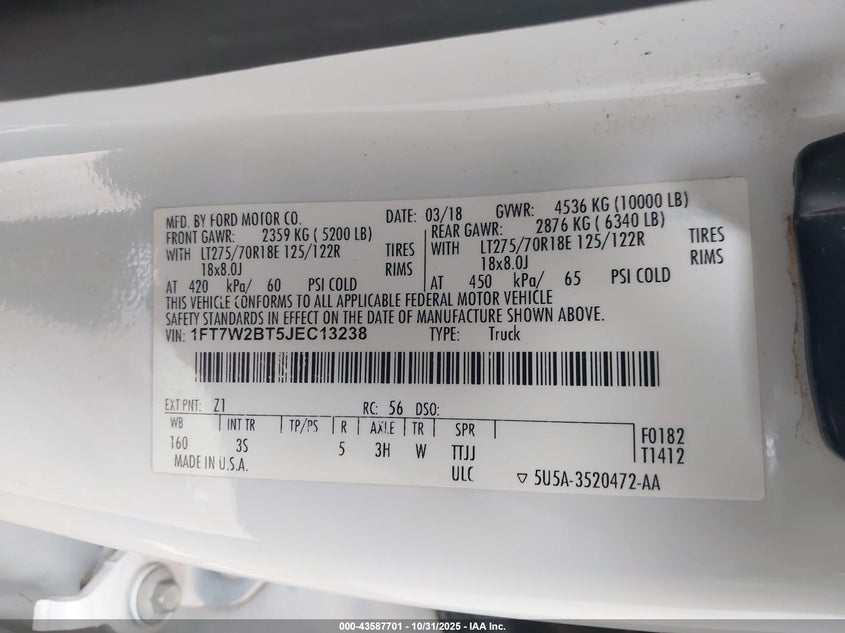 MFD. BY FORD MOTOR CO. DATE: 03/18 GVWR: 4536 KG (10000 LB)
FRONT GAWR: 2359 KG ( 5200 LB) REAR GAWR: 2876 KG ( 6340 LB)
WITH LT275/70R18E 125/122R TIRES WITH LT275/70R18E 125/122R TIRES
18x8.0J RIMS 18x8.0J RIMS
AT 420 kPa/ 60 PSI COLD AT 450 kPa/ 65 PSI COLD
THIS VEHICLE CONFORMS TO ALL APPLICABLE FEDERAL MOTOR VEHICLE
SAFETY STANDARDS IN EFFECT ON THE DATE OF MANUFACTURE SHOWN ABOVE.
VIN: 1FT7W2BT5JEC13238 TYPE: Truck
EXT PNT: Z1 RC: 56 DSO:
WB INT TR TP/PS R AXLE TR SPR F0182
160 3S 5 3H W TTJJ T1412
MADE IN U.S.A. ULC ▽ 5U5A-3520472-AA
000-43587701 - 10/31/2025 - IAA Inc.